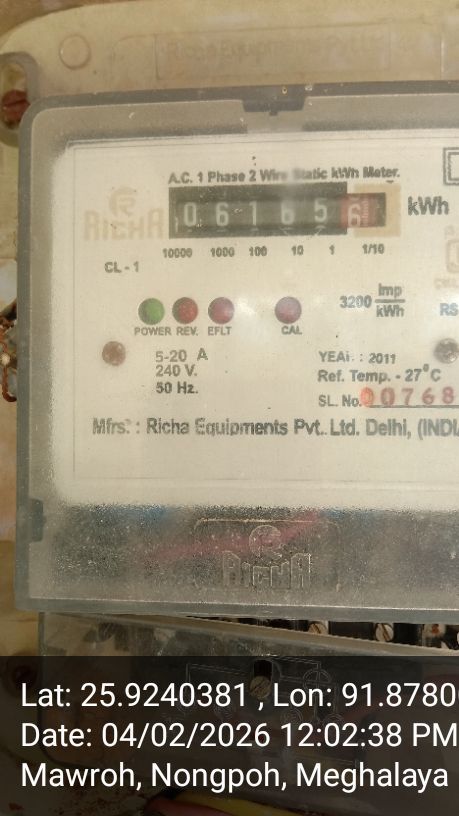 A.C. 1 Phase 2 Wire Static kWh Meter.
RICHA
0 6 1 6 5 6 kWh
10000 1000 100 10 1 1/10
CL - 1
3200 Imp/kWh
RS
POWER REV. EFLT CAL
5-20 A
240 V.
50 Hz.
YEAR : 2011
Ref. Temp. - 27°C
SL. No. 00768
Mfrs. : Richa Equipments Pvt. Ltd. Delhi, (INDI
RICHA
Lat: 25.9240381 , Lon: 91.8780
Date: 04/02/2026 12:02:38 PM
Mawroh, Nongpoh, Meghalaya